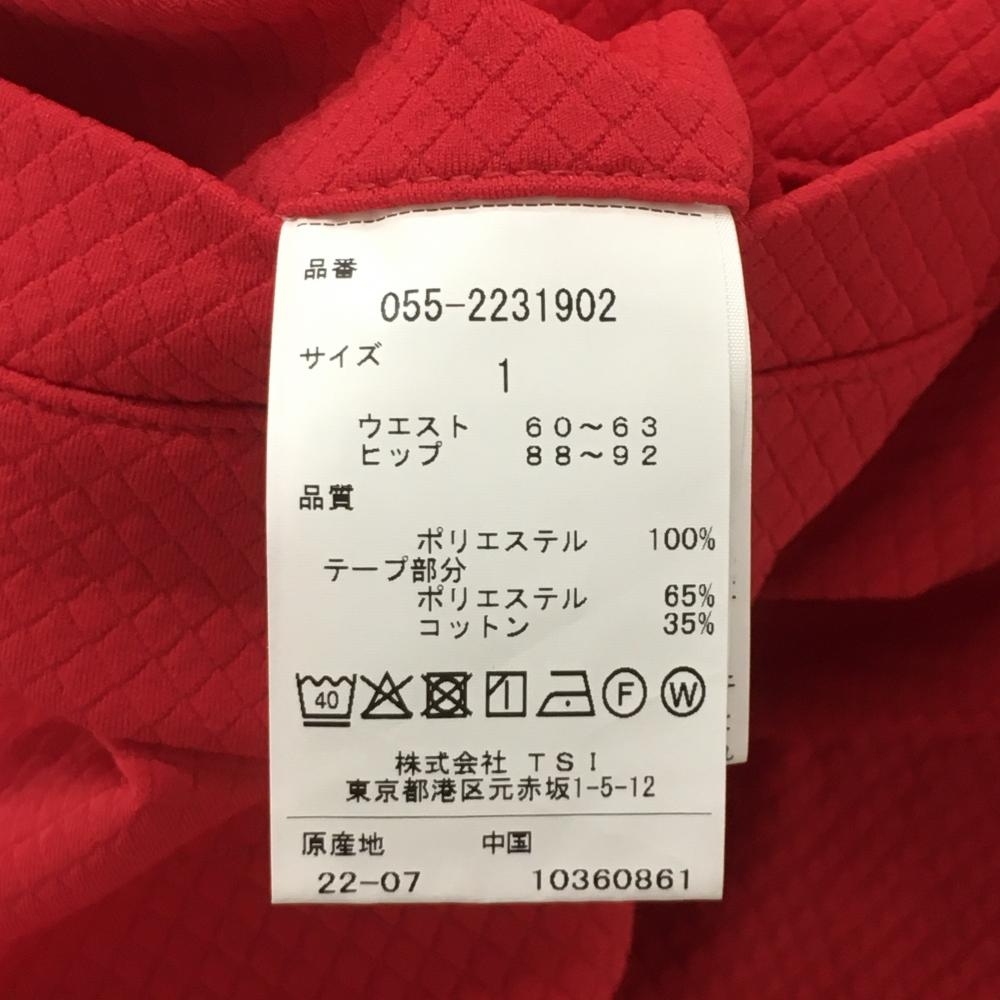 品番
055-2231902
サイズ
1
ウエスト 60～63
ヒップ 88～92
品質
ポリエステル 100%
テープ部分
ポリエステル 65%
コットン 35%
40 F W
株式会社 TSI
東京都港区元赤坂1-5-12
原産地 中国
22-07 10360861